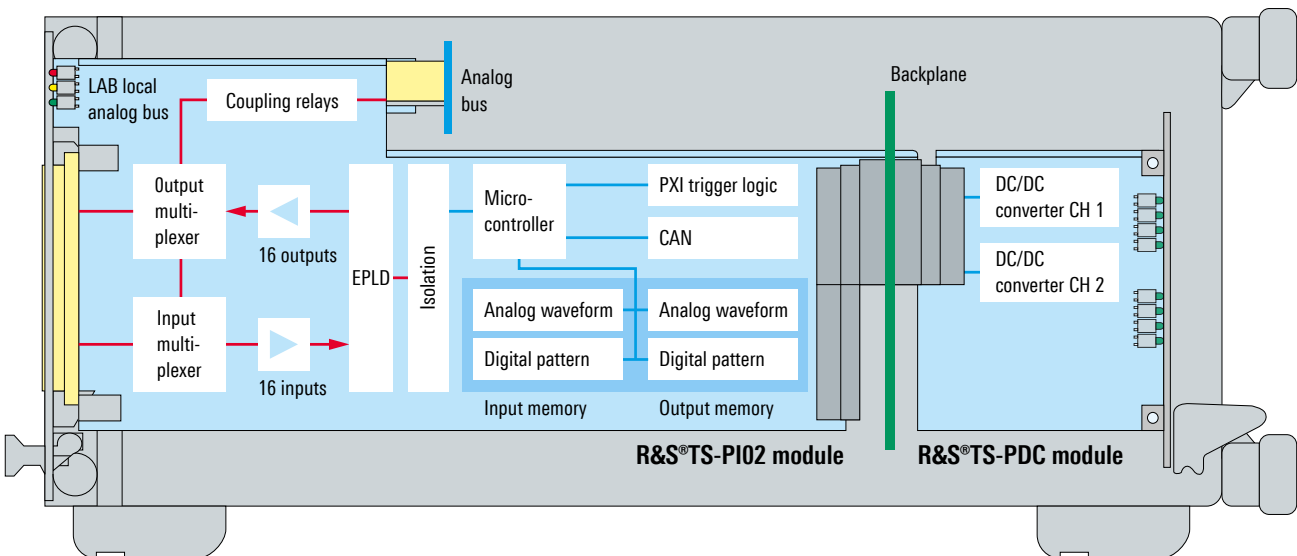 LAB local
analog bus
Coupling relays
Analog
bus
Backplane
Output
multi-
plexer
16 outputs
EPLD
Isolation
Micro-
controller
PXI trigger logic
CAN
DC/DC
converter CH 1
DC/DC
converter CH 2
Input
multi-
plexer
16 inputs
Analog waveform
Analog waveform
Digital pattern
Digital pattern
Input memory
Output memory
R&S®TS-PIO2 module
R&S®TS-PDC module